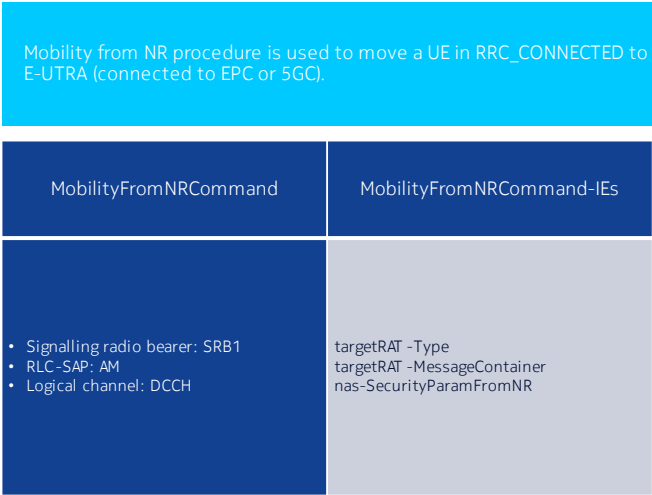 Mobility from NR procedure is used to move a UE in RRC_CONNECTED to
E-UTRA (connected to EPC or 5GC).
MobilityFromNRCommand
MobilityFromNRCommand-IEs
• Signalling radio bearer: SRB1
• RLC-SAP: AM
• Logical channel: DCCH
targetRAT -Type
targetRAT -MessageContainer
nas-SecurityParamFromNR